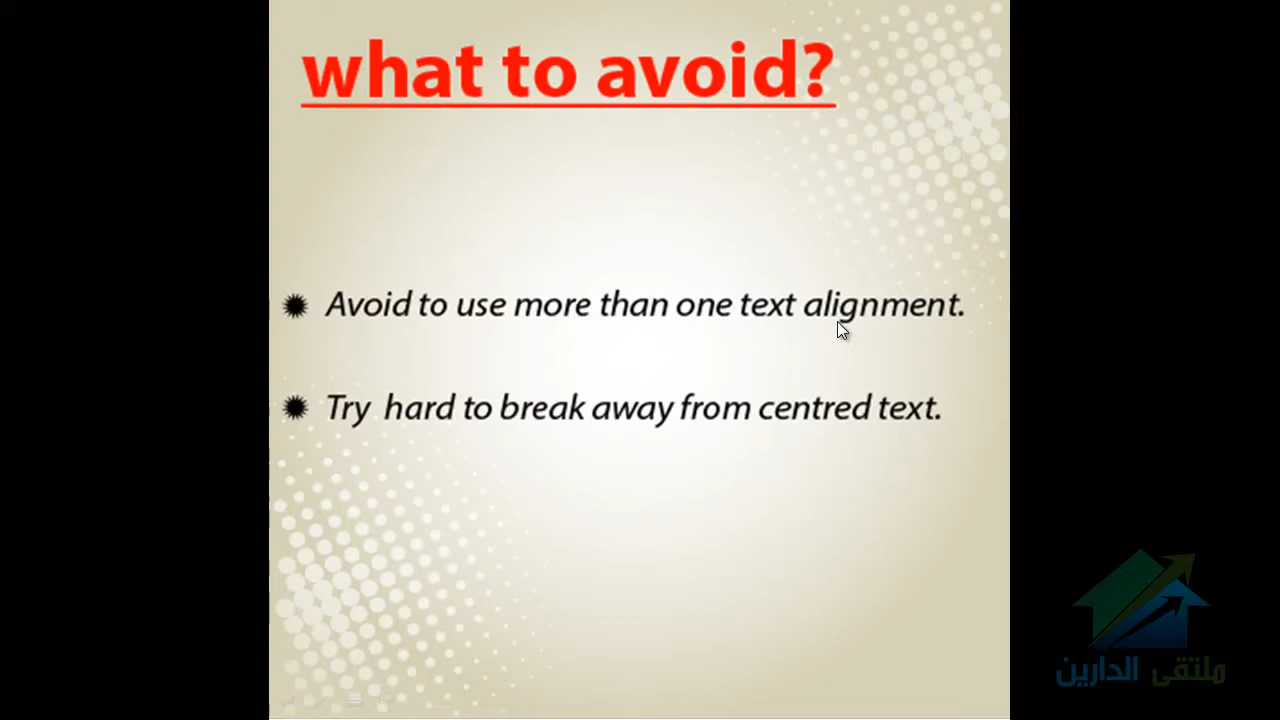 what to avoid?
Avoid to use more than one text alignment.
Try hard to break away from centred text.
ملتقى الدارين